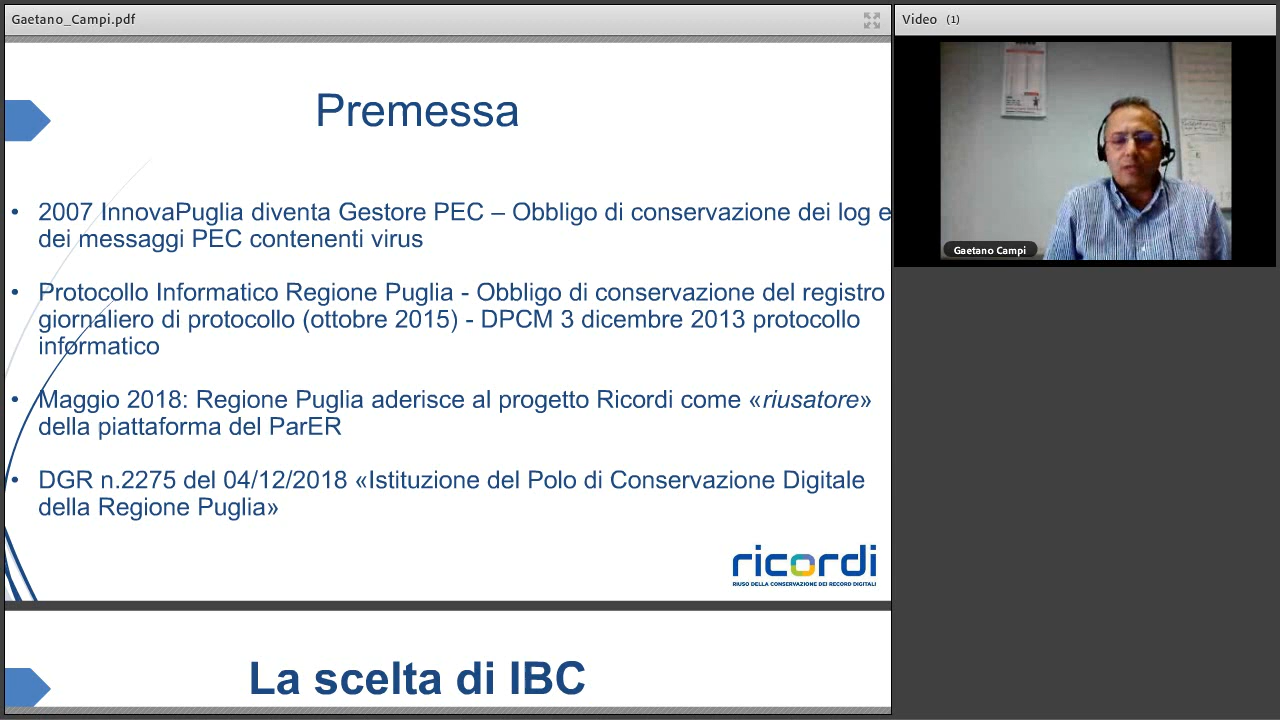 Gaetano_Campi.pdf
Video (1)
Premessa
• 2007 InnovaPuglia diventa Gestore PEC – Obbligo di conservazione dei log e
dei messaggi PEC contenenti virus
• Protocollo Informatico Regione Puglia - Obbligo di conservazione del registro
giornaliero di protocollo (ottobre 2015) - DPCM 3 dicembre 2013 protocollo
informatico
• Maggio 2018: Regione Puglia aderisce al progetto Ricordi come «riusatore»
della piattaforma del ParER
• DGR n.2275 del 04/12/2018 «Istituzione del Polo di Conservazione Digitale
della Regione Puglia»
ricordi
RIUSO DELLA CONSERVAZIONE DEI RECORD DIGITALI
La scelta di IBC
Gaetano Campi